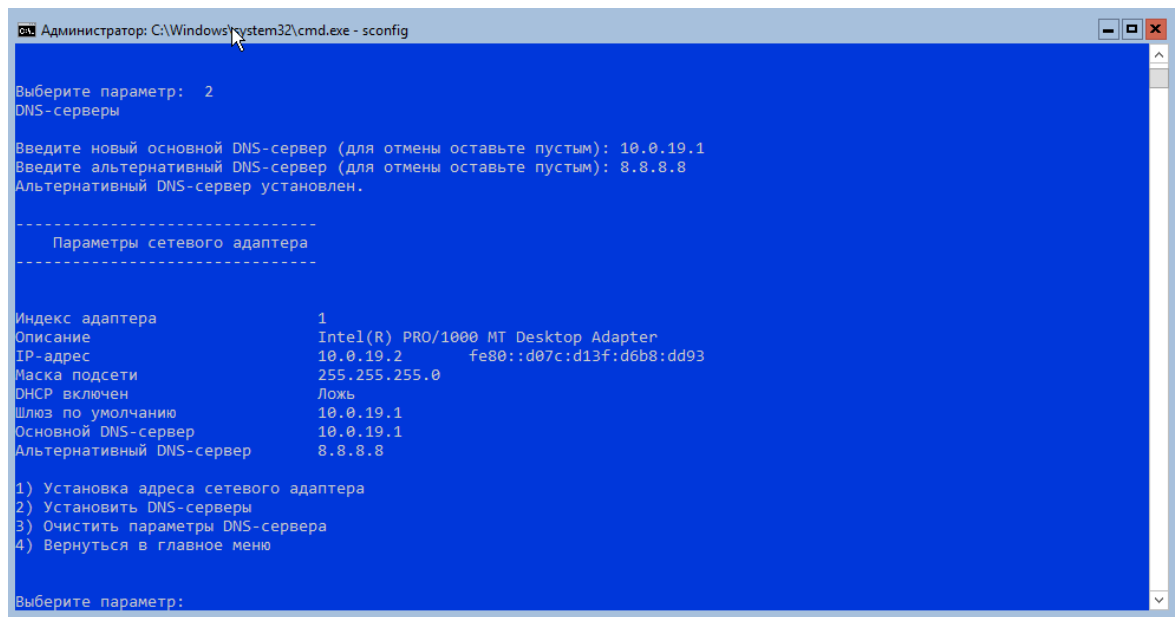 Администратор: C:\Windows\system32\cmd.exe - sconfig
Выберите параметр:  2
DNS-серверы
Введите новый основной DNS-сервер (для отмены оставьте пустым): 10.0.19.1
Введите альтернативный DNS-сервер (для отмены оставьте пустым): 8.8.8.8
Альтернативный DNS-сервер установлен.
--------------------------------
    Параметры сетевого адаптера
--------------------------------
Индекс адаптера                 1
Описание                        Intel(R) PRO/1000 MT Desktop Adapter
IP-адрес                        10.0.19.2       fe80::d07c:d13f:d6b8:dd93
Маска подсети                   255.255.255.0
DHCP включен                    Ложь
Шлюз по умолчанию               10.0.19.1
Основной DNS-сервер             10.0.19.1
Альтернативный DNS-сервер       8.8.8.8
1) Установка адреса сетевого адаптера
2) Установить DNS-серверы
3) Очистить параметры DNS-сервера
4) Вернуться в главное меню
Выберите параметр: